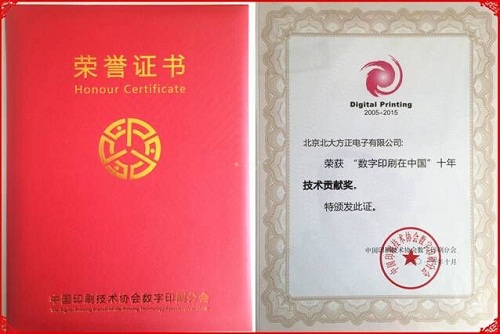 荣誉证书
Honour Certificate
中国印刷技术协会数字印刷分会
Digital Printing
2005-2015
北京北大方正电子有限公司:
荣获 “数字印刷在中国”十年
技术贡献奖。
特颁发此证。
中国印刷技术协会数字印刷分会
年十月